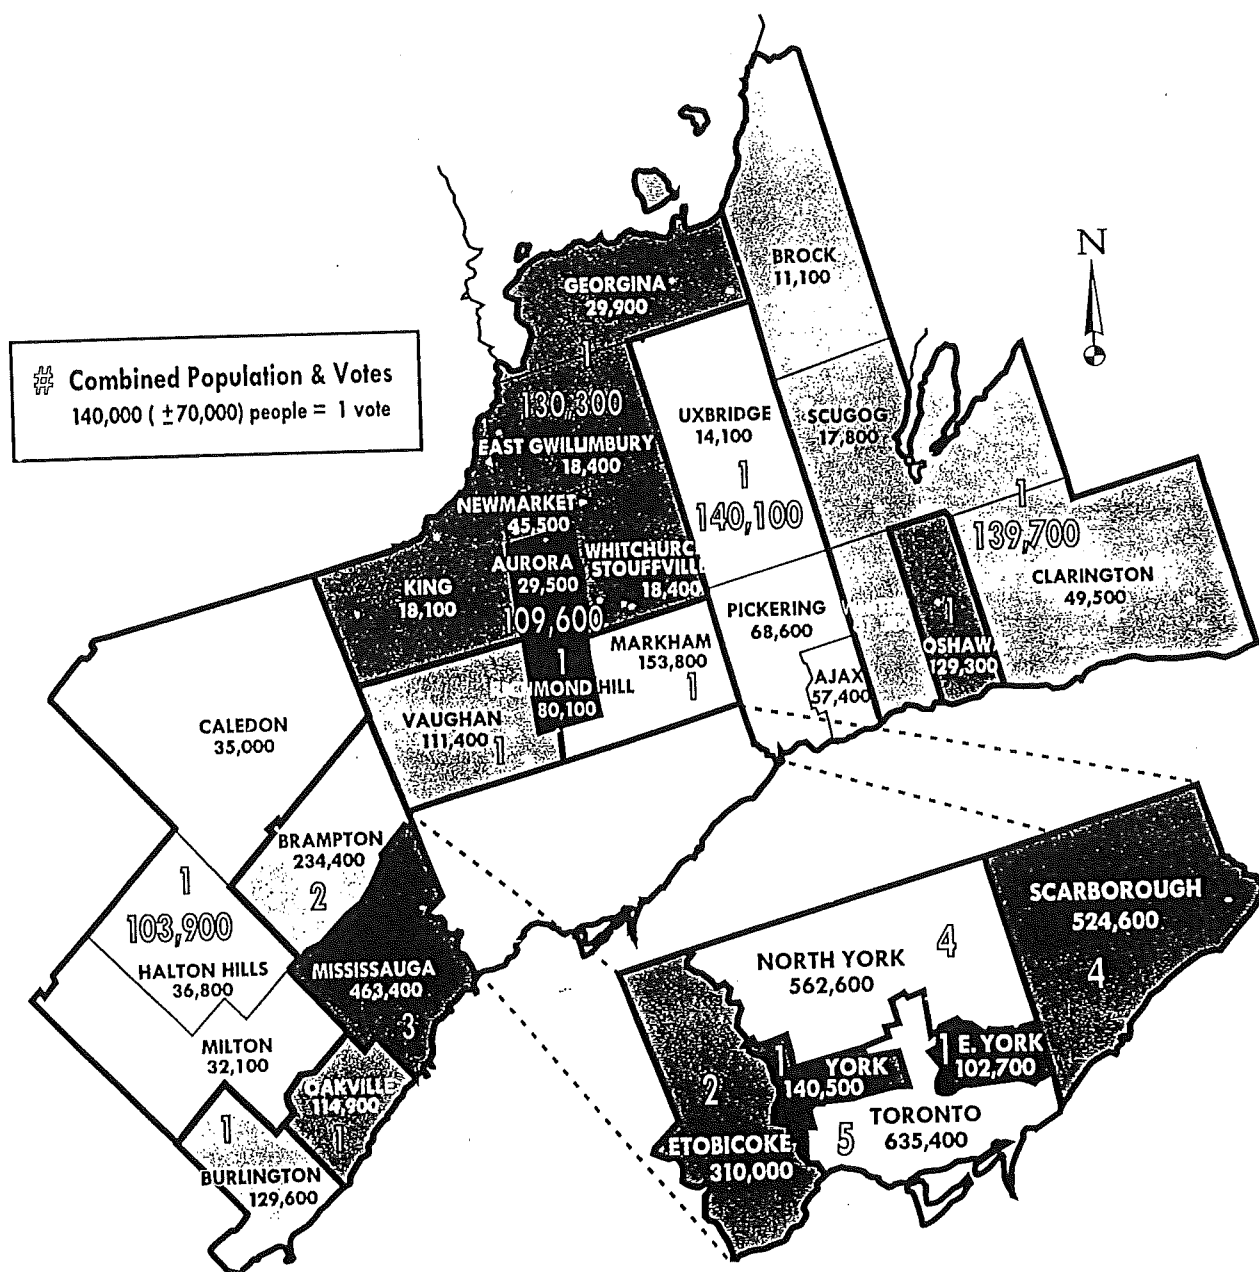 N
# Combined Population & Votes
140,000 ( ±70,000) people = 1 vote
BROCK
11,100
GEORGINA
29,900
1
130,300
EAST GWILLIMBURY
18,400
NEWMARKET
45,500
UXBRIDGE
14,100
1
140,100
SCUGOG
17,800
1
139,700
CLARINGTON
49,500
KING
18,100
AURORA
29,500
109,600
1
RICHMOND HILL
80,100
WHITCHURC
STOUFFVILL
18,400
MARKHAM
153,800
1
PICKERING
68,600
AJAX
57,400
1
OSHAWA
129,300
VAUGHAN
111,400
1
CALEDON
35,000
BRAMPTON
234,400
2
1
103,900
HALTON HILLS
36,800
MISSISSAUGA
463,400
3
MILTON
32,100
OAKVILLE
114,900
1
1
BURLINGTON
129,600
SCARBOROUGH
524,600
4
NORTH YORK
562,600
4
1
YORK
140,500
1
E. YORK
102,700
2
ETOBICOKE
310,000
5
TORONTO
635,400